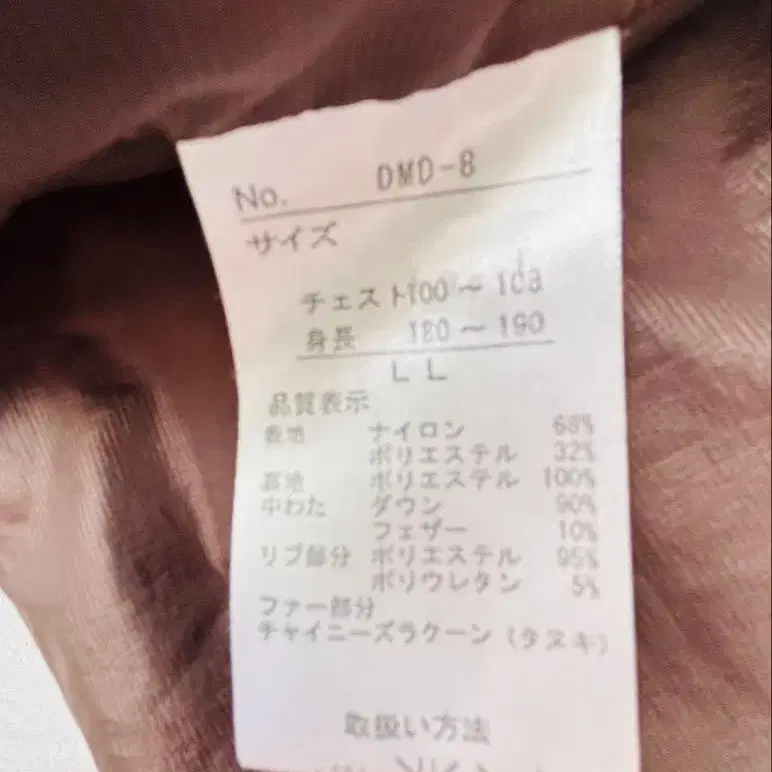 No. DMD-8
サイズ
チェスト100～108
身長 180～190
LL
品質表示
表地 ナイロン 68%
ポリエステル 32%
裏地 ポリエステル 100%
中わた ダウン 90%
フェザー 10%
リブ部分 ポリエステル 95%
ポリウレタン 5%
ファー部分
チャイニーズラクーン（タヌキ）
取扱い方法